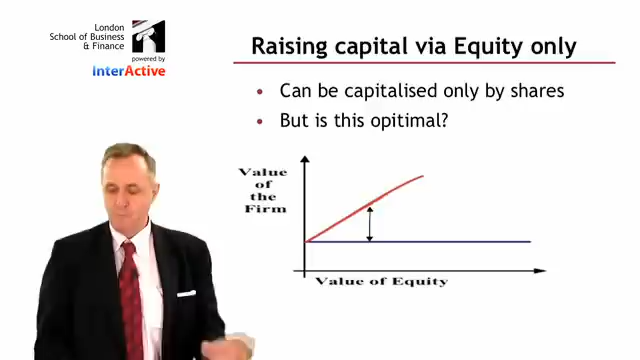 London
School of Business
& Finance
powered by
InterActive
Raising capital via Equity only
• Can be capitalised only by shares
• But is this opitimal?
Value
of
the
Firm
Value of Equity